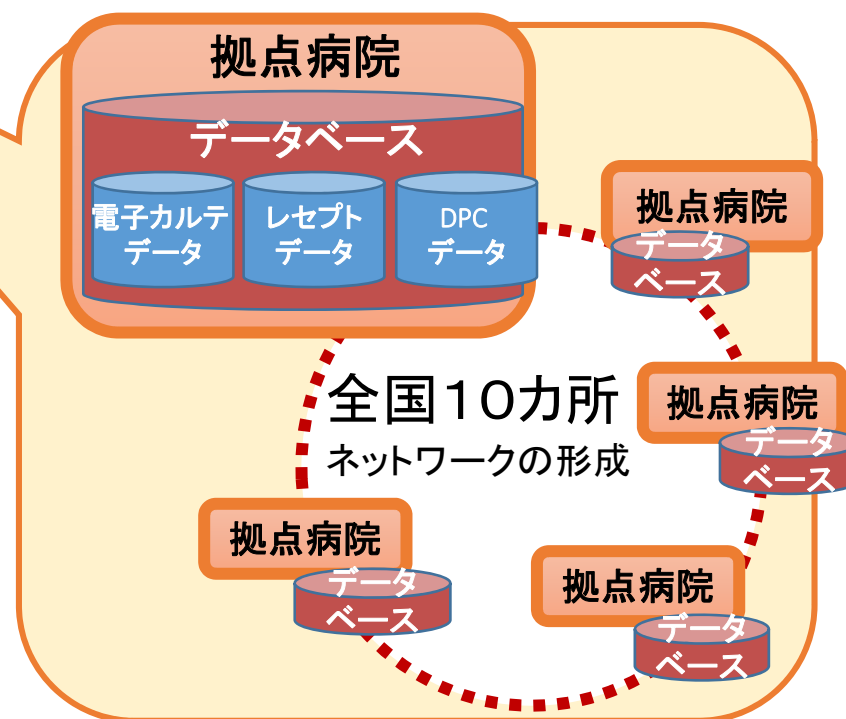 拠点病院
データベース
電子カルテ
データ
レセプト
データ
DPC
データ
拠点病院
データ
ベース
拠点病院
データ
ベース
全国１０カ所
ネットワークの形成
拠点病院
データ
ベース
拠点病院
データ
ベース